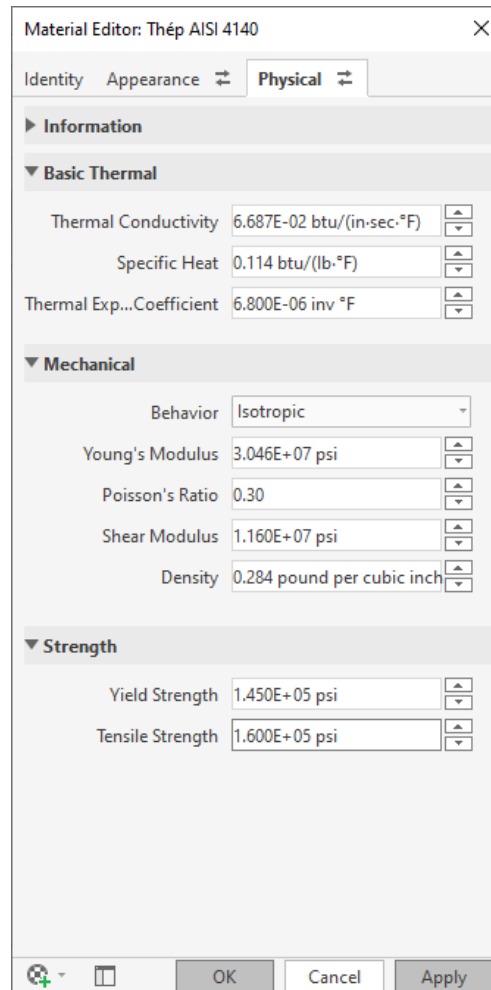 Material Editor: Thép AISI 4140
Identity Appearance Physical
Information
Basic Thermal
Thermal Conductivity 6.687E-02 btu/(in·sec·°F)
Specific Heat 0.114 btu/(lb·°F)
Thermal Exp...Coefficient 6.800E-06 inv °F
Mechanical
Behavior Isotropic
Young's Modulus 3.046E+07 psi
Poisson's Ratio 0.30
Shear Modulus 1.160E+07 psi
Density 0.284 pound per cubic inch
Strength
Yield Strength 1.450E+05 psi
Tensile Strength 1.600E+05 psi
OK Cancel Apply